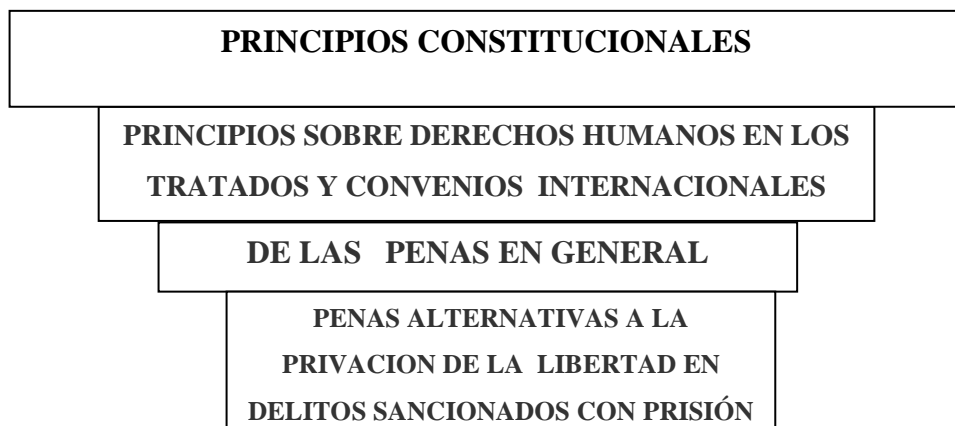 PRINCIPIOS CONSTITUCIONALES
PRINCIPIOS SOBRE DERECHOS HUMANOS EN LOS
TRATADOS Y CONVENIOS INTERNACIONALES
DE LAS PENAS EN GENERAL
PENAS ALTERNATIVAS A LA
PRIVACION DE LA LIBERTAD EN
DELITOS SANCIONADOS CON PRISIÓN